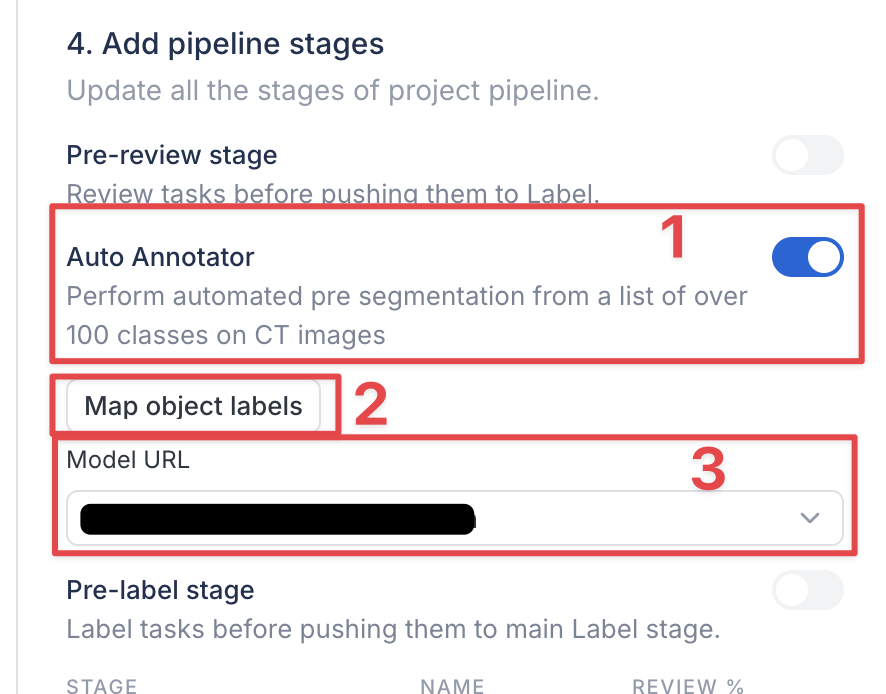 4. Add pipeline stages
Update all the stages of project pipeline.
Pre-review stage
Review tasks before pushing them to Label.
1
Auto Annotator
Perform automated pre segmentation from a list of over
100 classes on CT images
Map object labels
2
Model URL
3
Pre-label stage
Label tasks before pushing them to main Label stage.
STAGE NAME REVIEW %